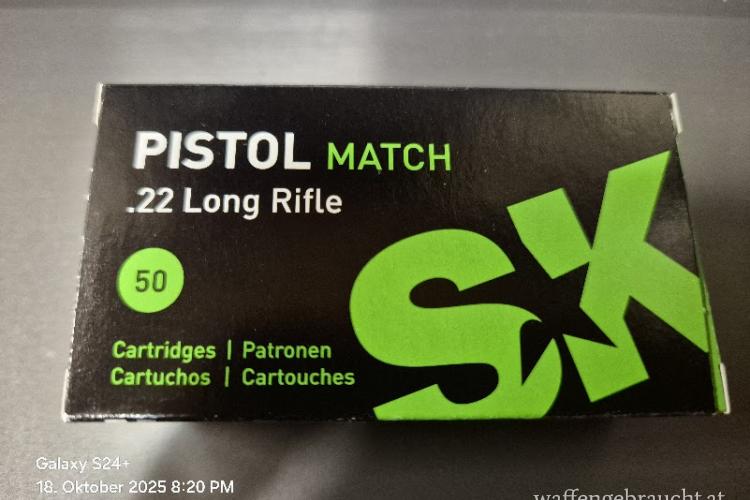 PISTOL MATCH
.22 Long Rifle
50
SK
Cartridges | Patronen
Cartuchos | Cartouches
Galaxy S24+
18. Oktober 2025 8:20 PM
waffengebraucht.at